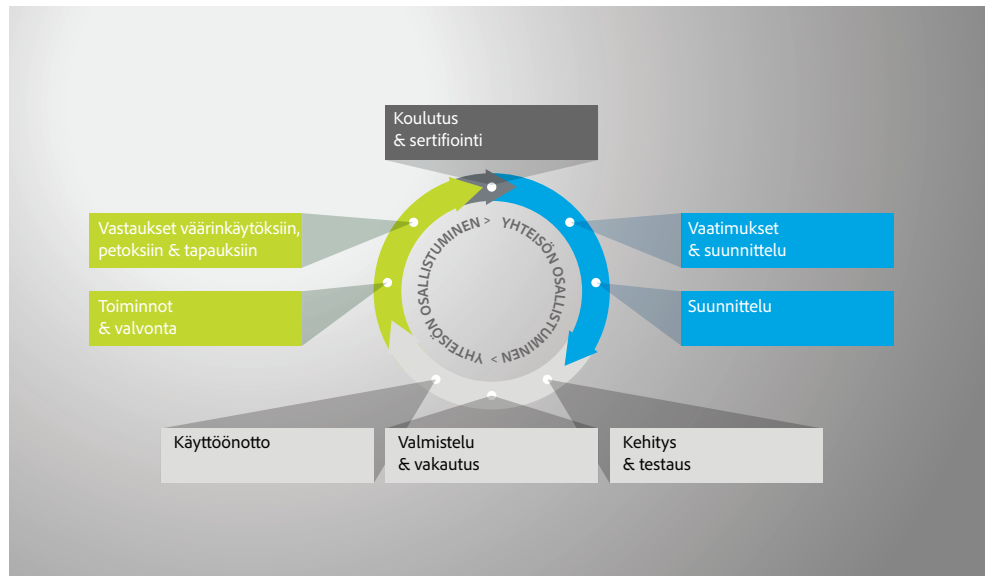 Koulutus
& sertifiointi
Vaatimukset
& suunnittelu
Suunnittelu
Kehitys
& testaus
Valmistelu
& vakautus
Käyttöönotto
Toiminnot
& valvonta
Vastaukset väärinkäytöksiin,
petoksiin & tapauksiin
YHTEISÖN OSALLISTUMINEN >
YHTEISÖN OSALLISTUMINEN >